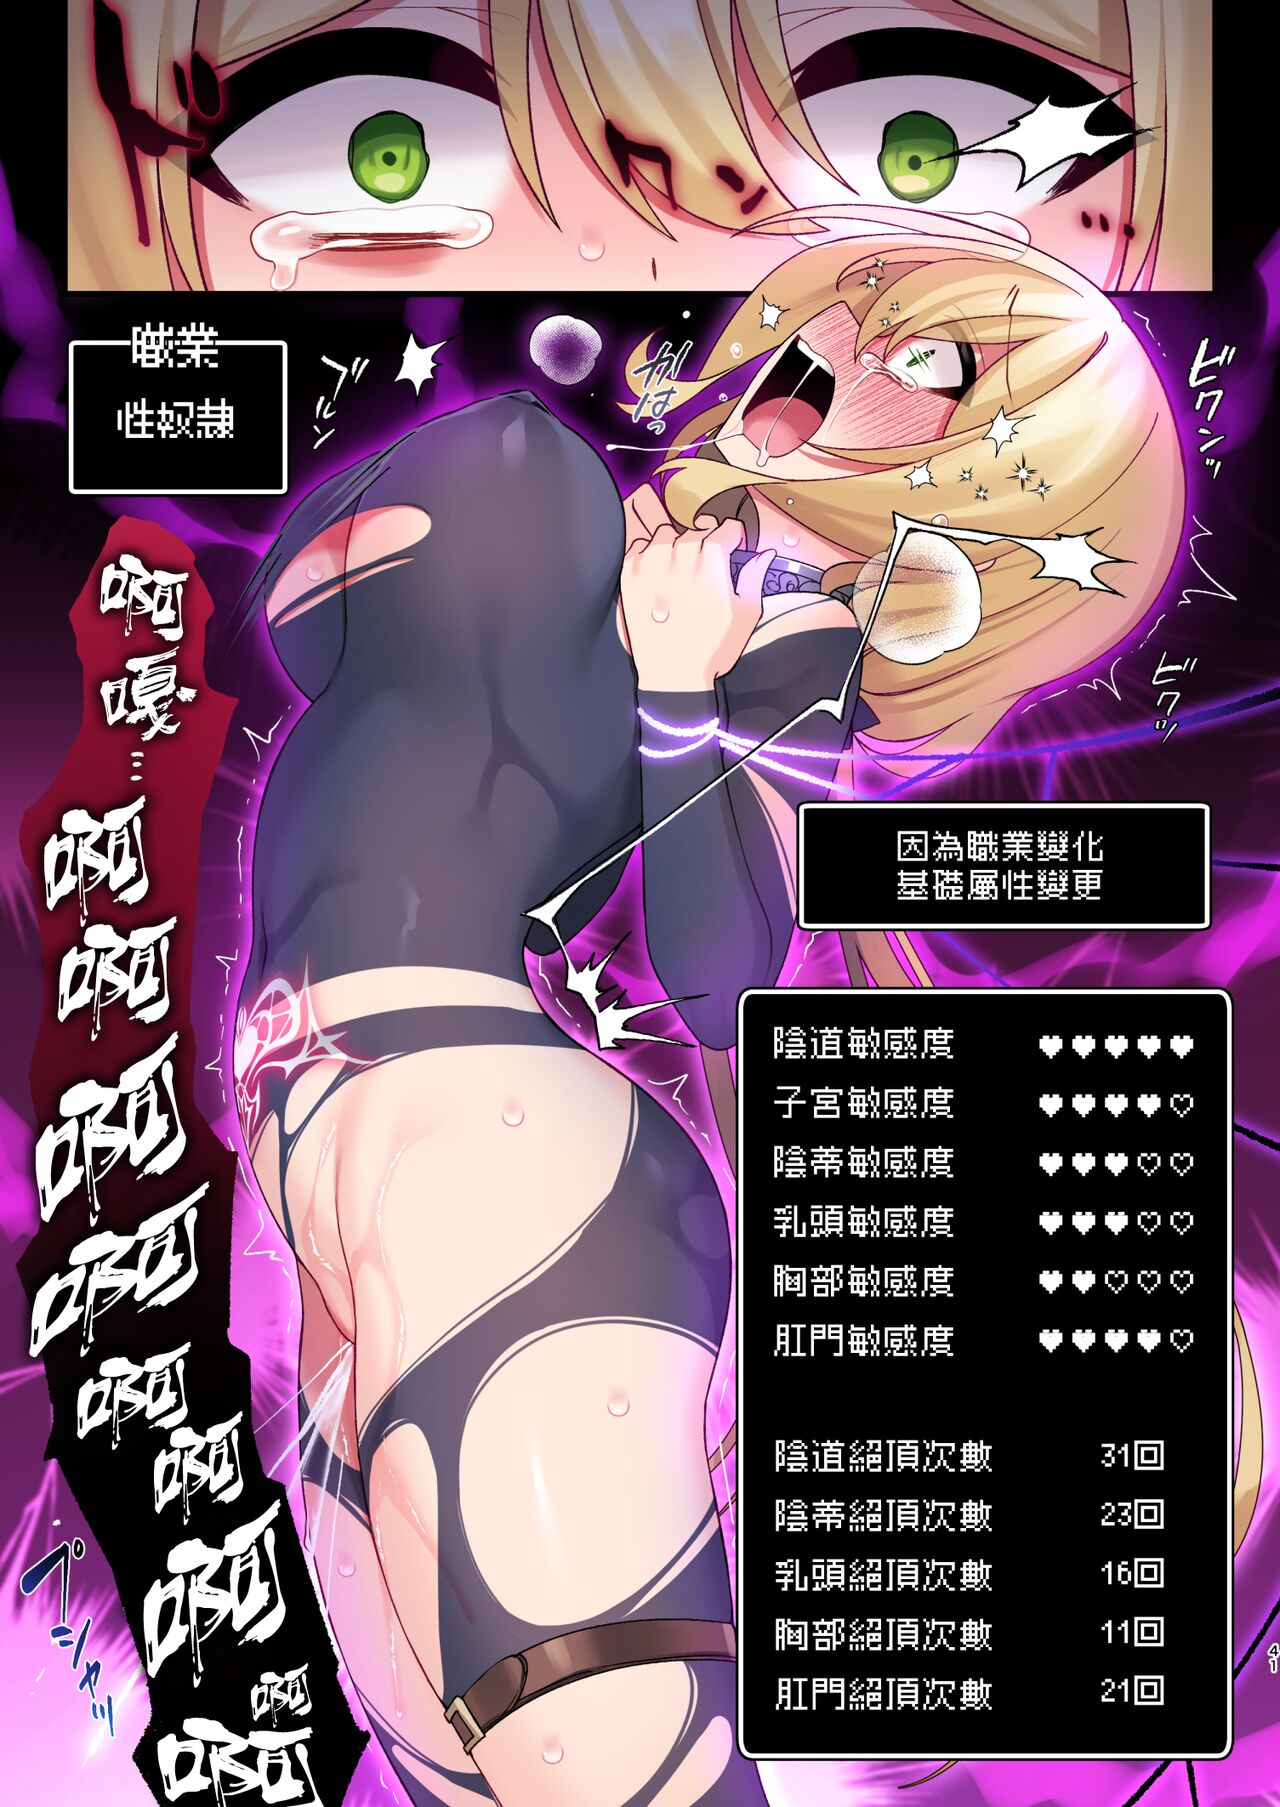 ドクン…
職業
性奴隷
ブルン
かはっ
ビクンッ
ビクッ
啊嘎…啊啊啊啊啊啊啊啊啊
因為職業變化
基礎屬性變更
陰道敏感度 ♥♥♥♥♥
子宮敏感度 ♥♥♥♥♡
陰蒂敏感度 ♥♥♥♡♡
乳頭敏感度 ♥♥♥♡♡
胸部敏感度 ♥♥♡♡♡
肛門敏感度 ♥♥♥♥♡
陰道絕頂次數 31回
陰蒂絕頂次數 23回
乳頭絕頂次數 16回
胸部絕頂次數 11回
肛門絕頂次數 21回
プシャッ
41